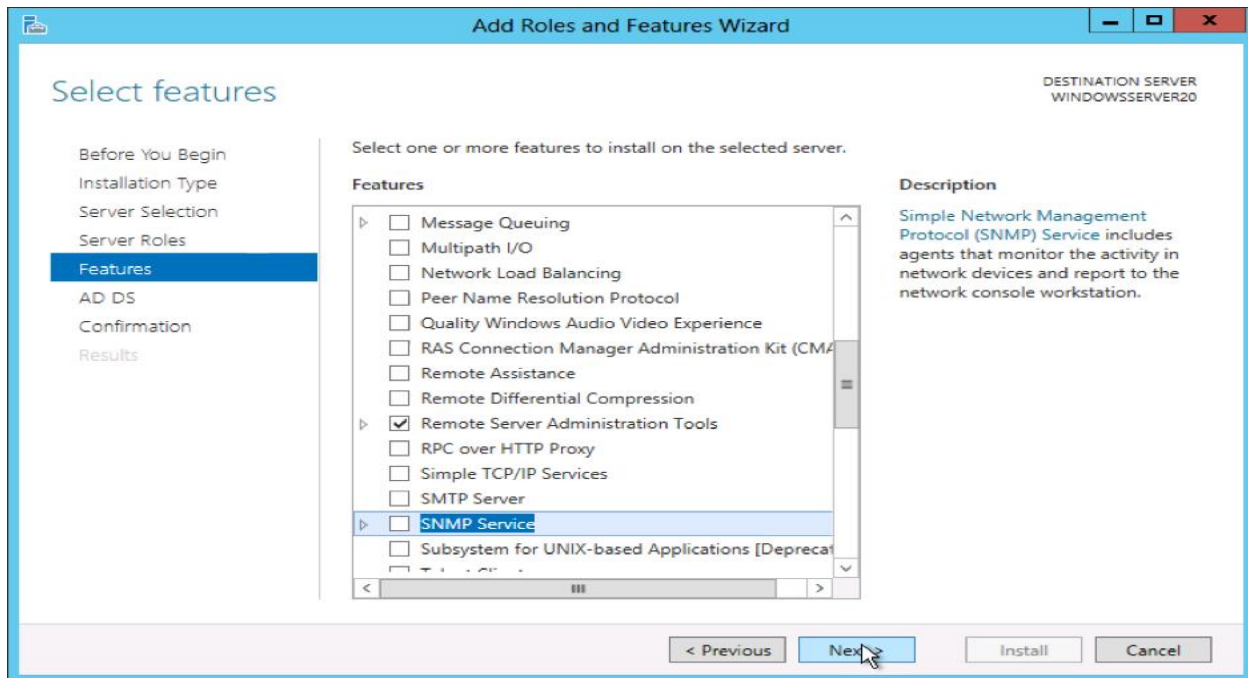 Add Roles and Features Wizard
Select features
DESTINATION SERVER
WINDOWSSERVER20
Before You Begin
Installation Type
Server Selection
Server Roles
Features
AD DS
Confirmation
Results
Select one or more features to install on the selected server.
Features
Message Queuing
Multipath I/O
Network Load Balancing
Peer Name Resolution Protocol
Quality Windows Audio Video Experience
RAS Connection Manager Administration Kit (CMA
Remote Assistance
Remote Differential Compression
Remote Server Administration Tools
RPC over HTTP Proxy
Simple TCP/IP Services
SMTP Server
SNMP Service
Subsystem for UNIX-based Applications [Deprecat
Description
Simple Network Management
Protocol (SNMP) Service includes
agents that monitor the activity in
network devices and report to the
network console workstation.
< Previous
Next >
Install
Cancel